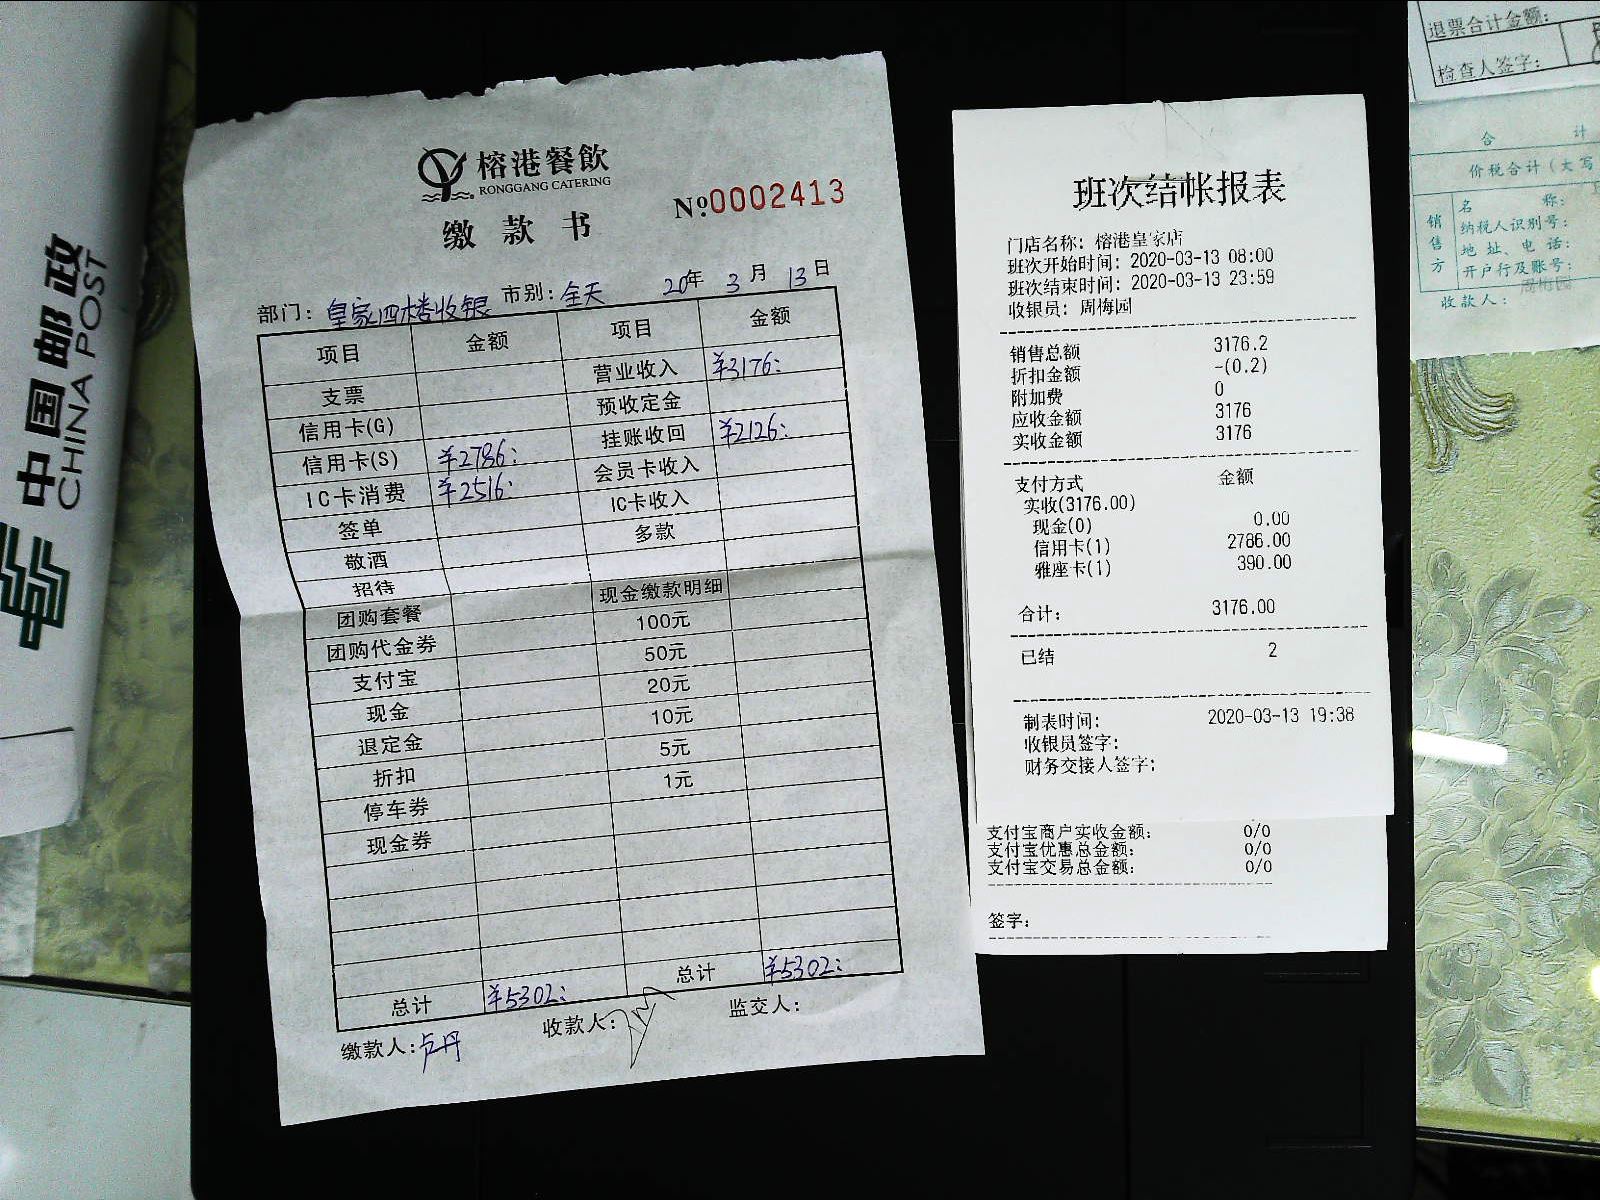 榕港餐飲
RONGGANG CATERING
缴款书
№0002413
部门：皇家四楼收银 市别：全天 20年 3月 13日
项目 金额 项目 金额
支票 营业收入 ¥3176:
信用卡(G) 预收定金
信用卡(S) ¥2786: 挂账收回 ¥2126:
IC卡消费 ¥2516: 会员卡收入
签单 IC卡收入
敬酒 多款
招待 现金缴款明细
团购套餐 100元
团购代金券 50元
支付宝 20元
现金 10元
退定金 5元
折扣 1元
停车券
现金券
总计 ¥5302: 总计 ¥5302:
缴款人：卢丹 收款人： 监交人：
班次结帐报表
门店名称: 榕港皇家店
班次开始时间: 2020-03-13 08:00
班次结束时间: 2020-03-13 23:59
收银员: 周梅园
销售总额 3176.2
折扣金额 -(0.2)
附加费 0
应收金额 3176
实收金额 3176
支付方式 金额
实收(3176.00)
现金(0) 0.00
信用卡(1) 2786.00
雅座卡(1) 390.00
合计: 3176.00
已结 2
制表时间: 2020-03-13 19:38
收银员签字:
财务交接人签字:
支付宝商户实收金额: 0/0
支付宝优惠总金额: 0/0
支付宝交易总金额: 0/0
签字:
中国邮政
CHINA POST
退票合计金额:
检查人签字:
合 计
价税合计(大写
销售方
名 称:
纳税人识别号:
地 址、电 话:
开户行及账号:
收款人: 周梅园